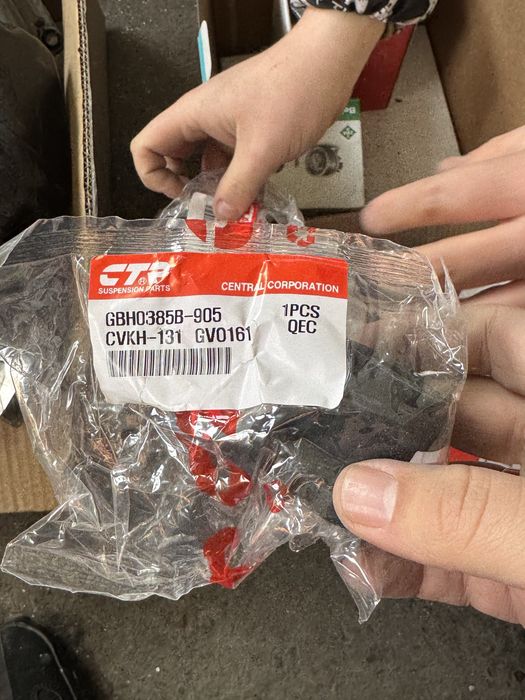 CTR®
SUSPENSION PARTS
CENTRAL CORPORATION
GBH0385B-905 1PCS
CVKH-131 GV0161 QEC